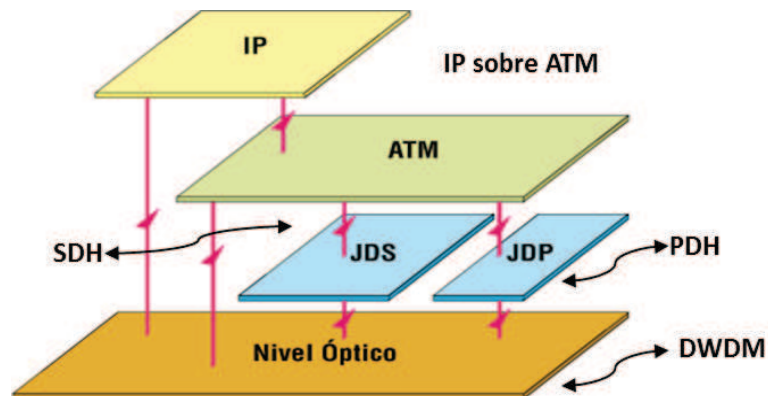 IP
IP sobre ATM
ATM
SDH
JDS
JDP
PDH
Nivel Óptico
DWDM